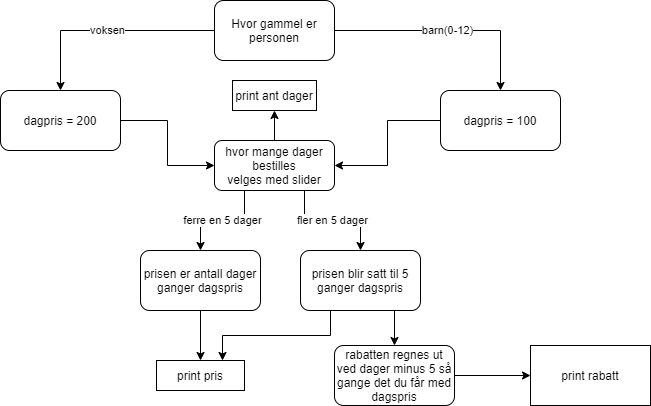 Hvor gammel er
personen
voksen
barn(0-12)
print ant dager
dagpris = 200
dagpris = 100
hvor mange dager
bestilles
velges med slider
ferre en 5 dager
fler en 5 dager
prisen er antall dager
ganger dagspris
prisen blir satt til 5
ganger dagspris
print pris
rabatten regnes ut
ved dager minus 5 så
gange det du får med
dagspris
print rabatt